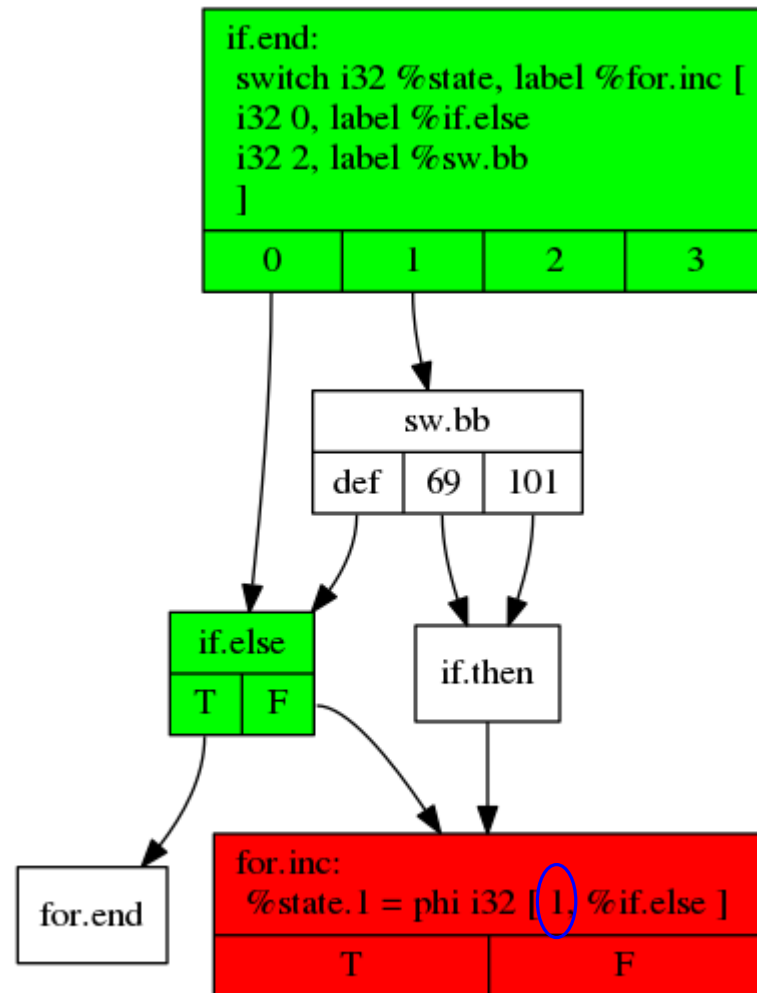 if.end:
switch i32 %state, label %for.inc [
i32 0, label %if.else
i32 2, label %sw.bb
]
0 1 2 3
sw.bb
def 69 101
if.else
T F
if.then
for.end
for.inc:
%state.1 = phi i32 [ 1, %if.else ]
T F